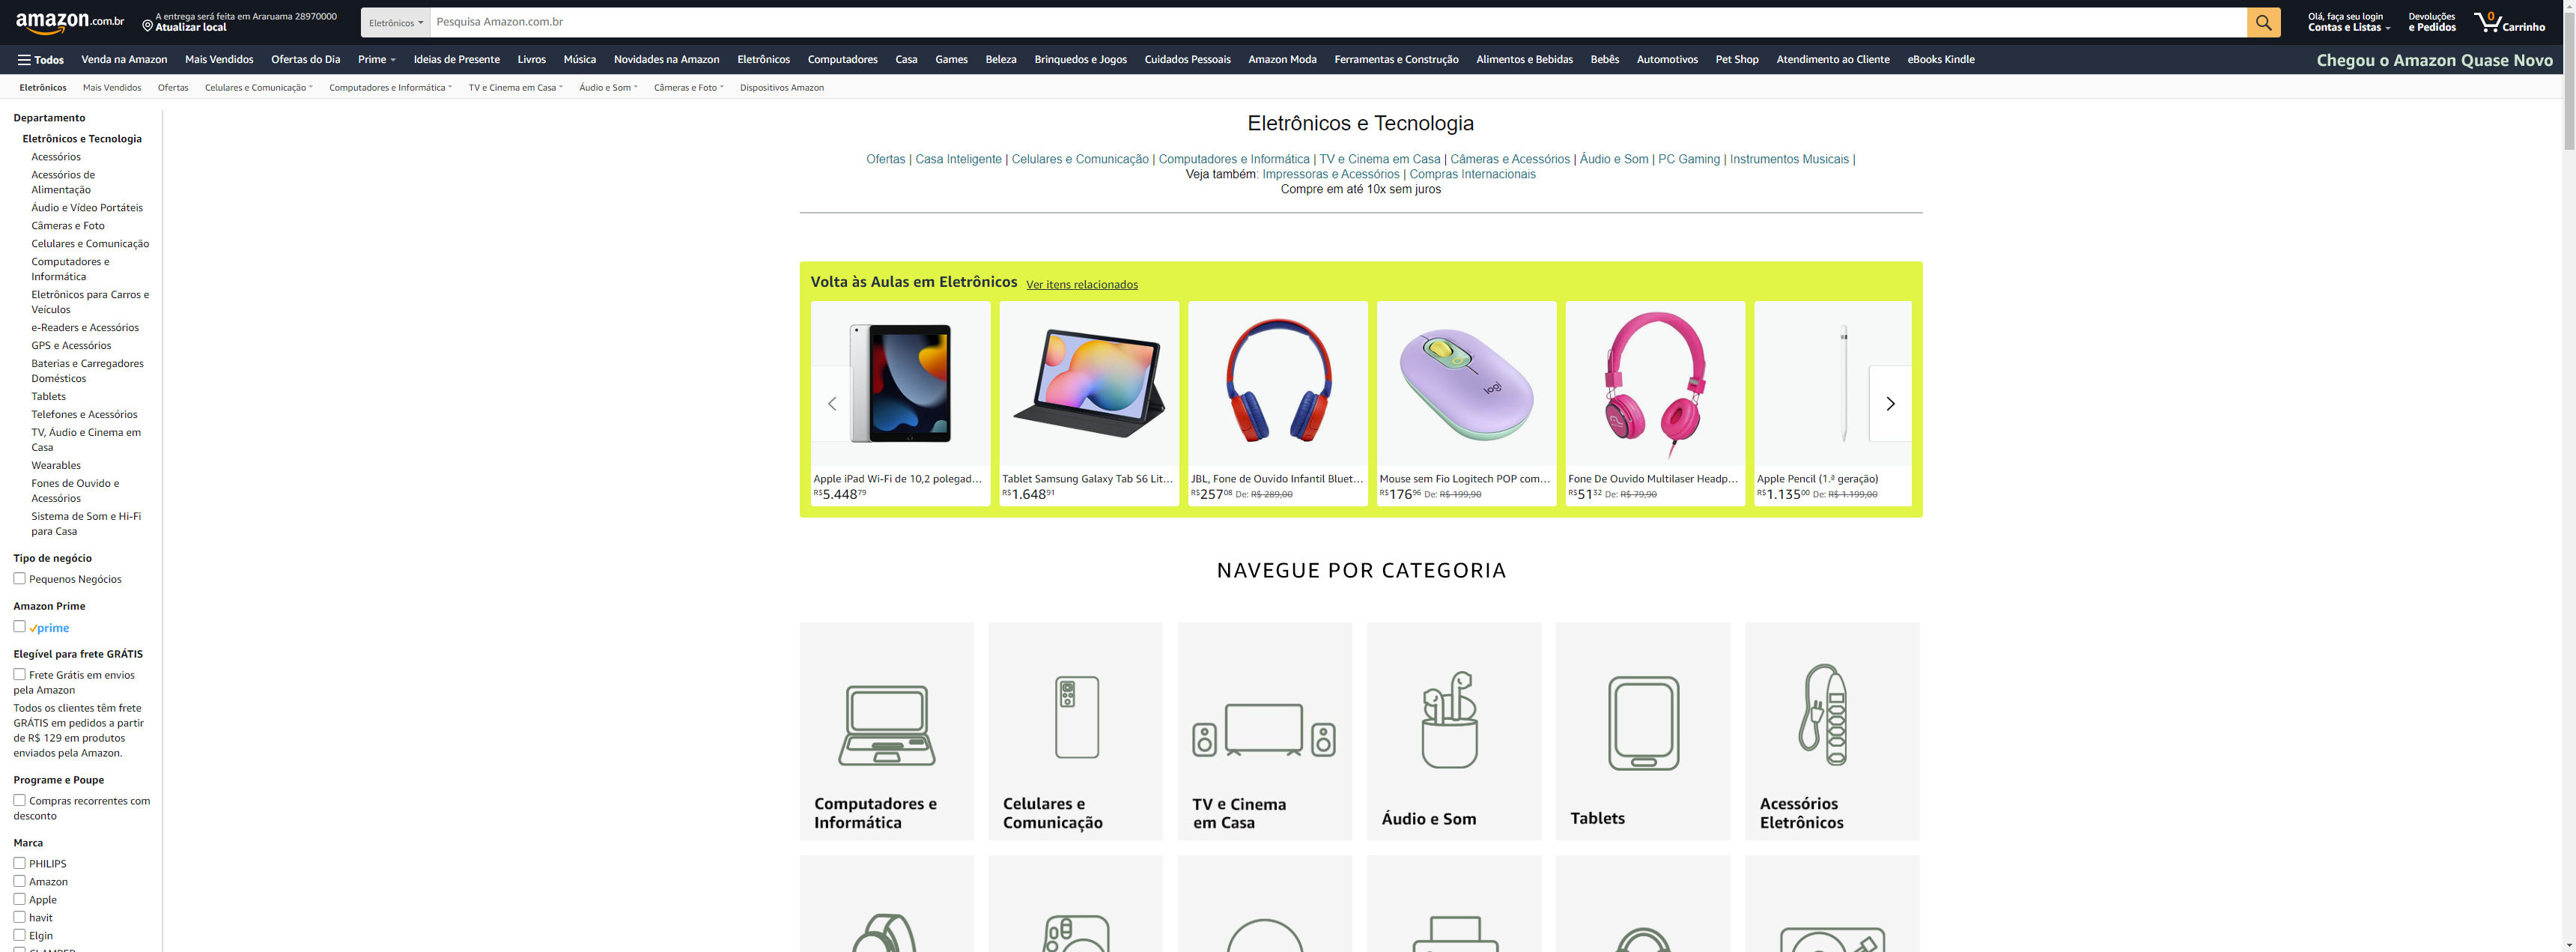 amazon.com.br
A entrega será feita em Araruama 28970000
Atualizar local
Eletrônicos
Pesquisa Amazon.com.br
Olá, faça seu login
Contas e Listas
Devoluções
e Pedidos
0
Carrinho
Todos
Venda na Amazon
Mais Vendidos
Ofertas do Dia
Prime
Ideias de Presente
Livros
Música
Novidades na Amazon
Eletrônicos
Computadores
Casa
Games
Beleza
Brinquedos e Jogos
Cuidados Pessoais
Amazon Moda
Ferramentas e Construção
Alimentos e Bebidas
Bebês
Automotivos
Pet Shop
Atendimento ao Cliente
eBooks Kindle
Chegou o Amazon Quase Novo
Eletrônicos
Mais Vendidos
Ofertas
Celulares e Comunicação
Computadores e Informática
TV e Cinema em Casa
Áudio e Som
Câmeras e Foto
Dispositivos Amazon
Departamento
Eletrônicos e Tecnologia
Acessórios
Acessórios de
Alimentação
Áudio e Vídeo Portáteis
Câmeras e Foto
Celulares e Comunicação
Computadores e
Informática
Eletrônicos para Carros e
Veículos
e-Readers e Acessórios
GPS e Acessórios
Baterias e Carregadores
Domésticos
Tablets
Telefones e Acessórios
TV, Áudio e Cinema em
Casa
Wearables
Fones de Ouvido e
Acessórios
Sistema de Som e Hi-Fi
para Casa
Tipo de negócio
Pequenos Negócios
Amazon Prime
prime
Elegível para frete GRÁTIS
Frete Grátis em envios
pela Amazon
Todos os clientes têm frete
GRÁTIS em pedidos a partir
de R$ 129 em produtos
enviados pela Amazon.
Programe e Poupe
Compras recorrentes com
desconto
Marca
PHILIPS
Amazon
Apple
havit
Elgin
Eletrônicos e Tecnologia
Ofertas | Casa Inteligente | Celulares e Comunicação | Computadores e Informática | TV e Cinema em Casa | Câmeras e Acessórios | Áudio e Som | PC Gaming | Instrumentos Musicais |
Veja também: Impressoras e Acessórios | Compras Internacionais
Compre em até 10x sem juros
Volta às Aulas em Eletrônicos
Ver itens relacionados
logi
Apple iPad Wi-Fi de 10,2 polegad...
R$5.44879
Tablet Samsung Galaxy Tab S6 Lit...
R$1.64891
JBL, Fone de Ouvido Infantil Bluet...
R$25708 De: R$ 289,00
Mouse sem Fio Logitech POP com...
R$17696 De: R$ 199,90
Fone De Ouvido Multilaser Headp...
R$5132 De: R$ 79,90
Apple Pencil (1.ª geração)
R$1.13500 De: R$ 1.199,00
NAVEGUE POR CATEGORIA
Computadores e
Informática
Celulares e
Comunicação
TV e Cinema
em Casa
Áudio e Som
Tablets
Acessórios
Eletrônicos